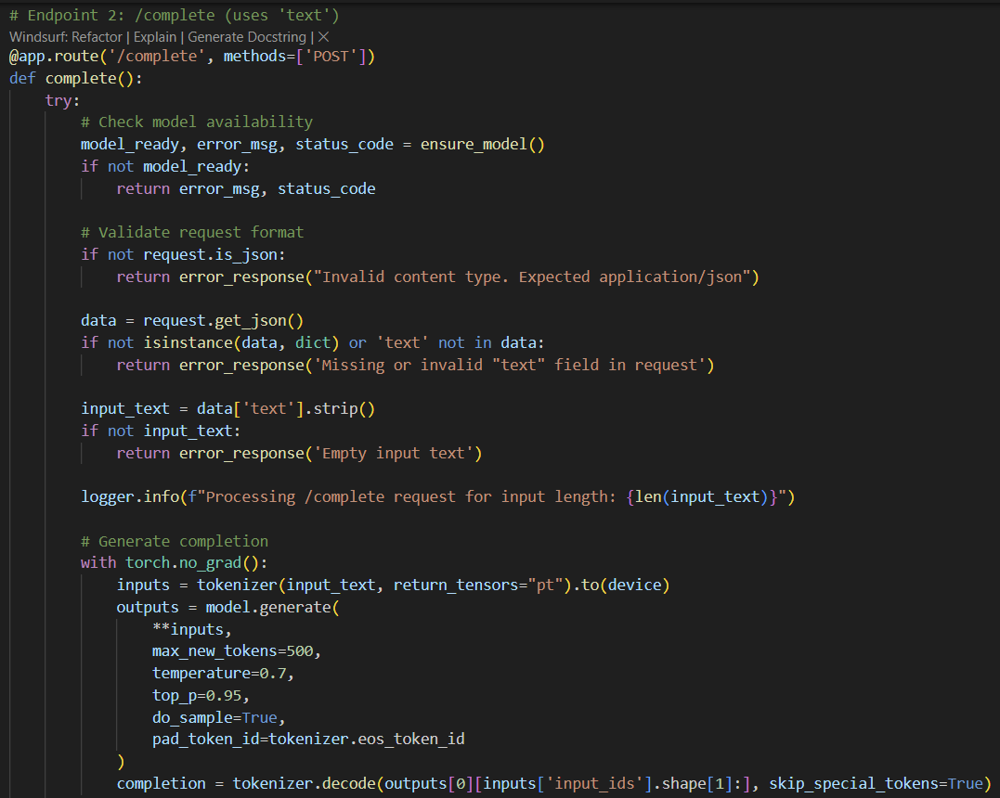 # Endpoint 2: /complete (uses 'text')
Windsurf: Refactor | Explain | Generate Docstring | ×
@app.route('/complete', methods=['POST'])
def complete():
    try:
        # Check model availability
        model_ready, error_msg, status_code = ensure_model()
        if not model_ready:
            return error_msg, status_code

        # Validate request format
        if not request.is_json:
            return error_response("Invalid content type. Expected application/json")

        data = request.get_json()
        if not isinstance(data, dict) or 'text' not in data:
            return error_response('Missing or invalid "text" field in request')

        input_text = data['text'].strip()
        if not input_text:
            return error_response('Empty input text')

        logger.info(f"Processing /complete request for input length: {len(input_text)}")

        # Generate completion
        with torch.no_grad():
            inputs = tokenizer(input_text, return_tensors="pt").to(device)
            outputs = model.generate(
                **inputs,
                max_new_tokens=500,
                temperature=0.7,
                top_p=0.95,
                do_sample=True,
                pad_token_id=tokenizer.eos_token_id
            )
            completion = tokenizer.decode(outputs[0][inputs['input_ids'].shape[1]:], skip_special_tokens=True)